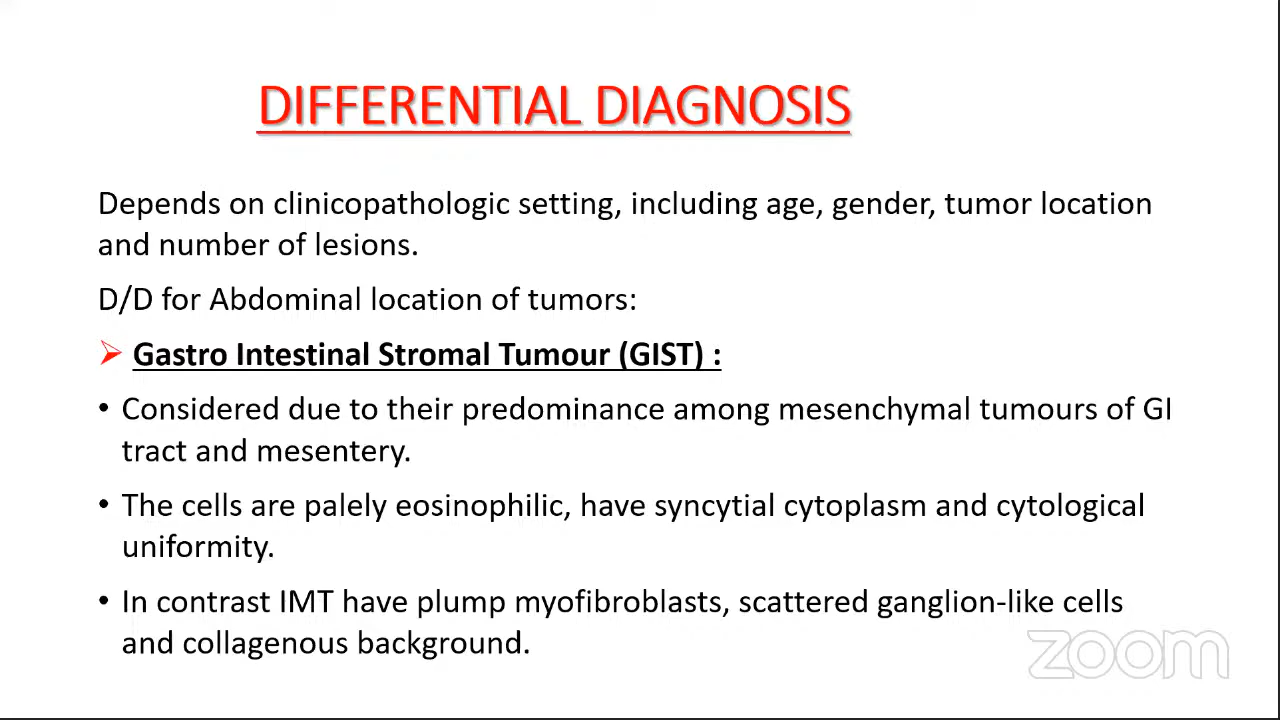 DIFFERENTIAL DIAGNOSIS
Depends on clinicopathologic setting, including age, gender, tumor location
and number of lesions.
D/D for Abdominal location of tumors:
➢ Gastro Intestinal Stromal Tumour (GIST) :
• Considered due to their predominance among mesenchymal tumours of GI
tract and mesentery.
• The cells are palely eosinophilic, have syncytial cytoplasm and cytological
uniformity.
• In contrast IMT have plump myofibroblasts, scattered ganglion-like cells
and collagenous background.
zoom